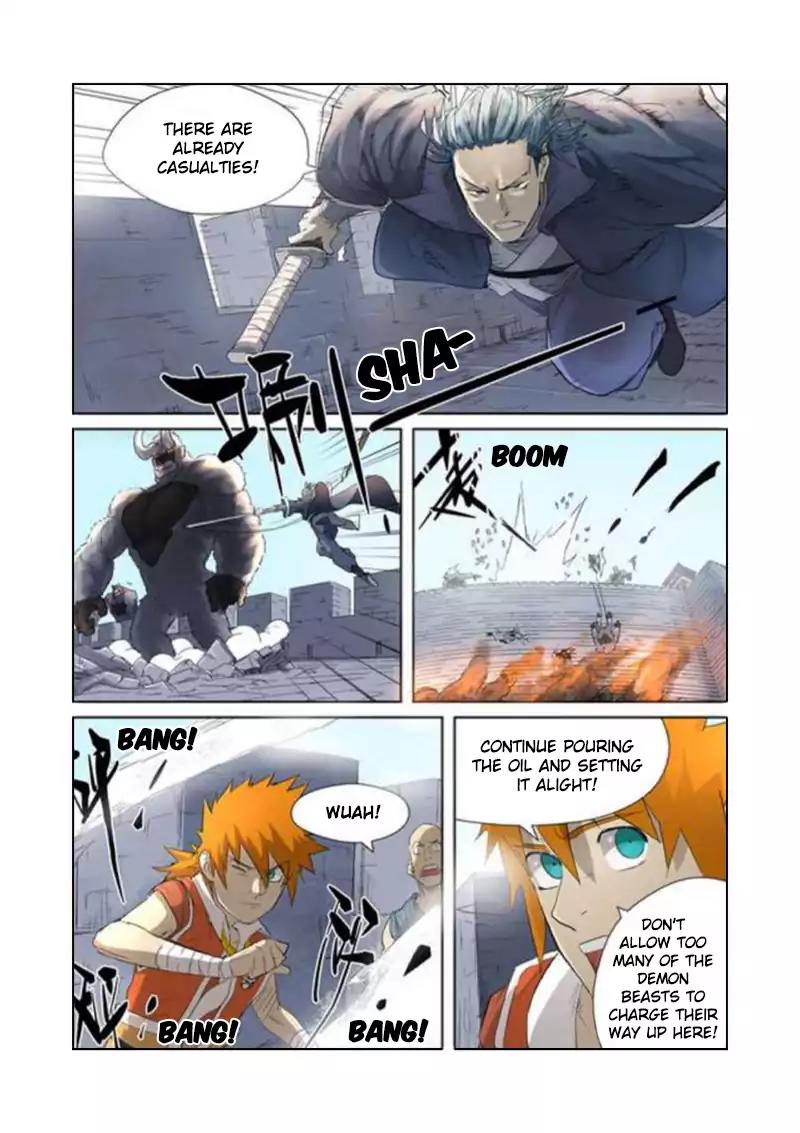 THERE ARE
ALREADY
CASUALTIES!
SHA-
BOOM
BANG!
WUAH!
BANG!
BANG!
CONTINUE POURING
THE OIL AND SETTING
IT ALIGHT!
DON'T
ALLOW TOO
MANY OF THE
DEMON
BEASTS TO
CHARGE THEIR
WAY UP HERE!